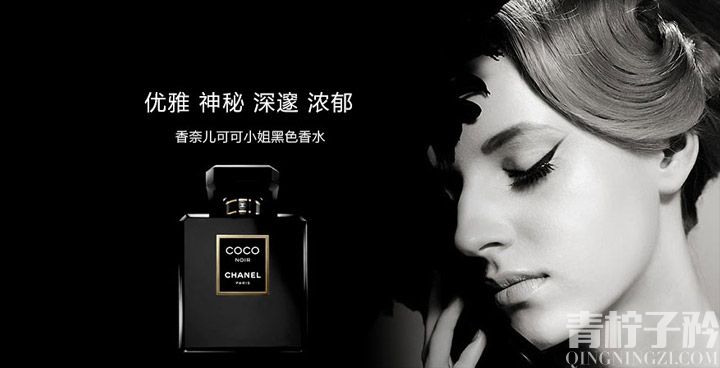 优雅 神秘 深邃 浓郁
香奈儿可可小姐黑色香水
COCO
NOIR
CHANEL
PARIS
青柠子矜
QINGNINGZI.COM